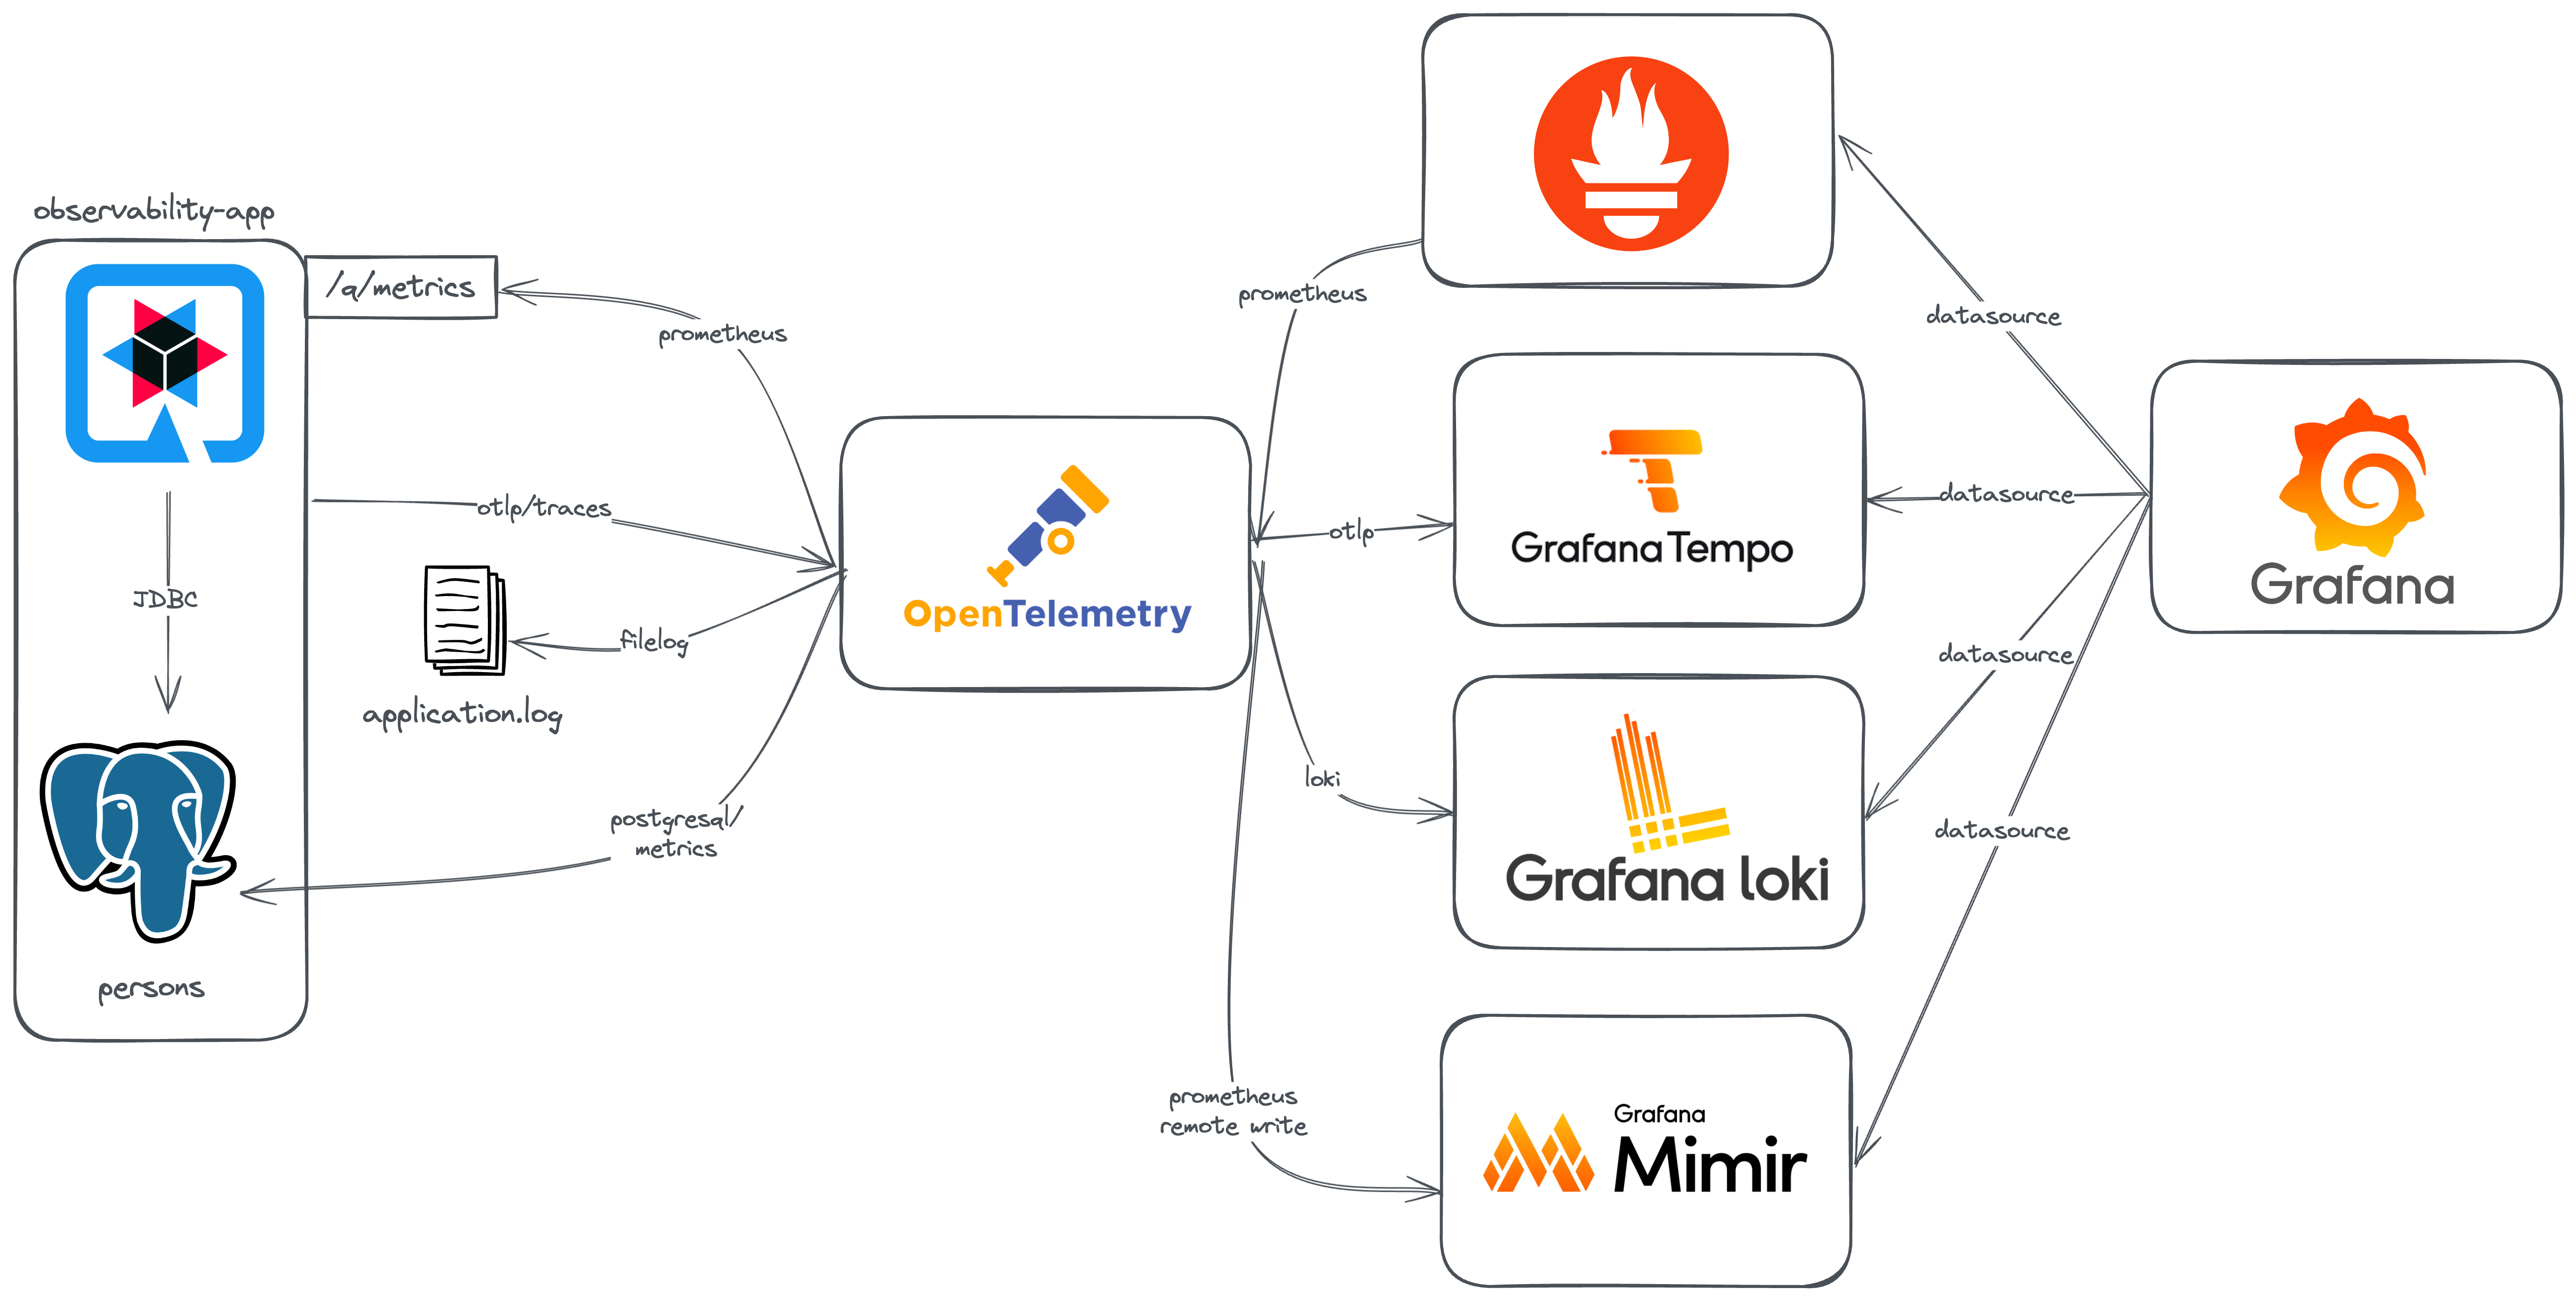 observability-app
/q/metrics
prometheus
otlp/traces
JDBC
filelog
application.log
postgresql/
metrics
persons
OpenTelemetry
prometheus
otlp
loki
prometheus
remote write
Grafana Tempo
Grafana loki
Grafana
Mimir
datasource
datasource
datasource
datasource
Grafana